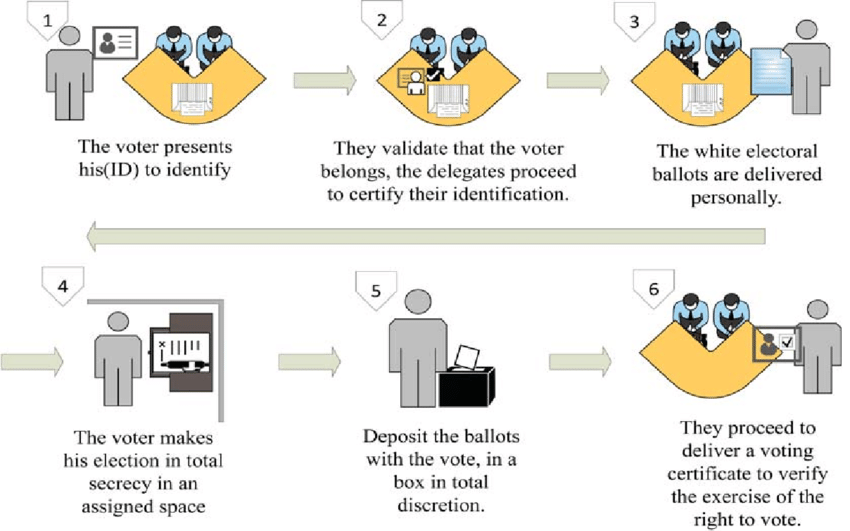 1
The voter presents
his(ID) to identify
2
They validate that the voter
belongs, the delegates proceed
to certify their identification.
3
The white electoral
ballots are delivered
personally.
4
The voter makes
his election in total
secrecy in an
assigned space
5
Deposit the ballots
with the vote, in a
box in total
discretion.
6
They proceed to
deliver a voting
certificate to verify
the exercise of the
right to vote.